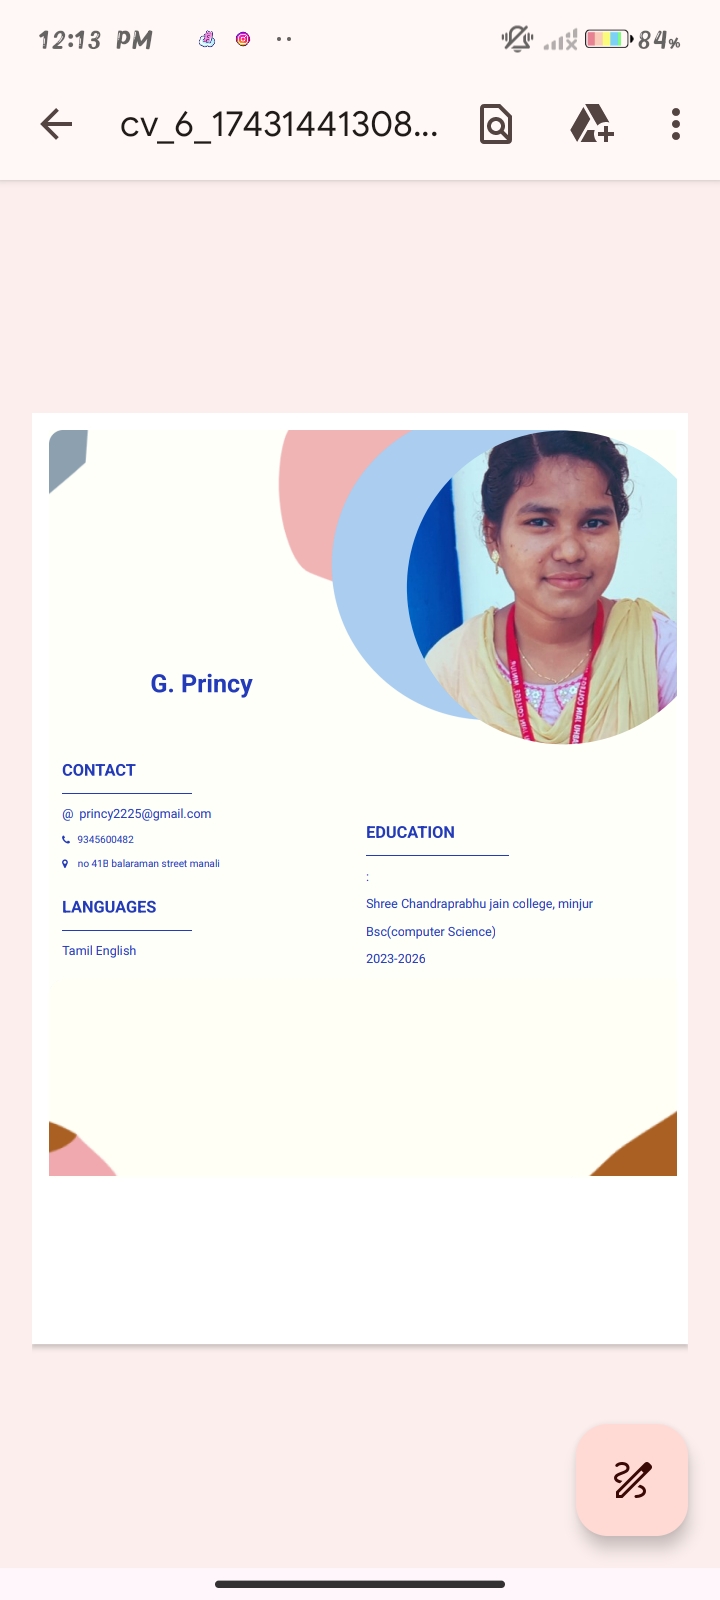 12:13 PM
84%
cv_6_17431441308...
G. Princy
CONTACT
@ princy2225@gmail.com
9345600482
no 41B balaraman street manali
LANGUAGES
Tamil English
EDUCATION
:
Shree Chandraprabhu jain college, minjur
Bsc(computer Science)
2023-2026